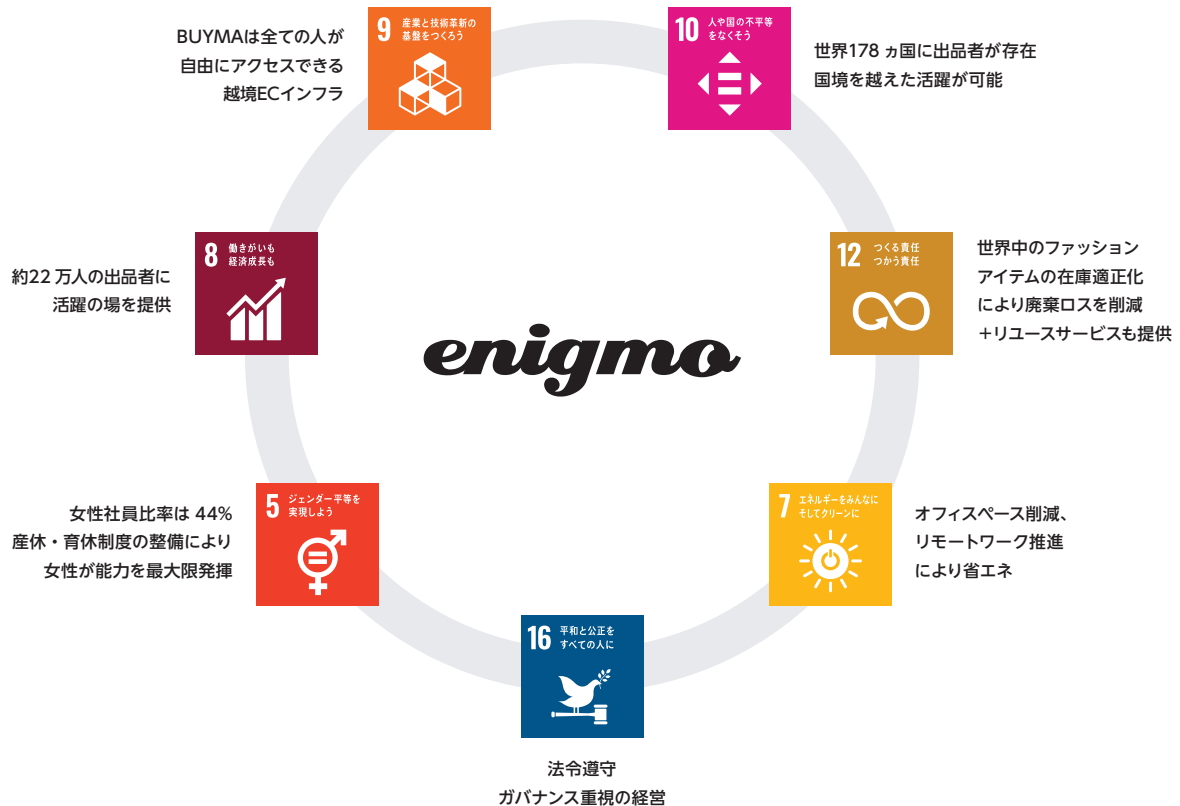 BUYMAは全ての人が
自由にアクセスできる
越境ECインフラ
9 産業と技術革新の
基盤をつくろう
10 人や国の不平等
をなくそう
世界178 ヵ国に出品者が存在
国境を越えた活躍が可能
約22 万人の出品者に
活躍の場を提供
8 働きがいも
経済成長も
enigmo
12 つくる責任
つかう責任
世界中のファッション
アイテムの在庫適正化
により廃棄ロスを削減
＋リユースサービスも提供
女性社員比率は 44%
産休・育休制度の整備により
女性が能力を最大限発揮
5 ジェンダー平等を
実現しよう
7 エネルギーをみんなに
そしてクリーンに
オフィスペース削減、
リモートワーク推進
により省エネ
16 平和と公正を
すべての人に
法令遵守
ガバナンス重視の経営